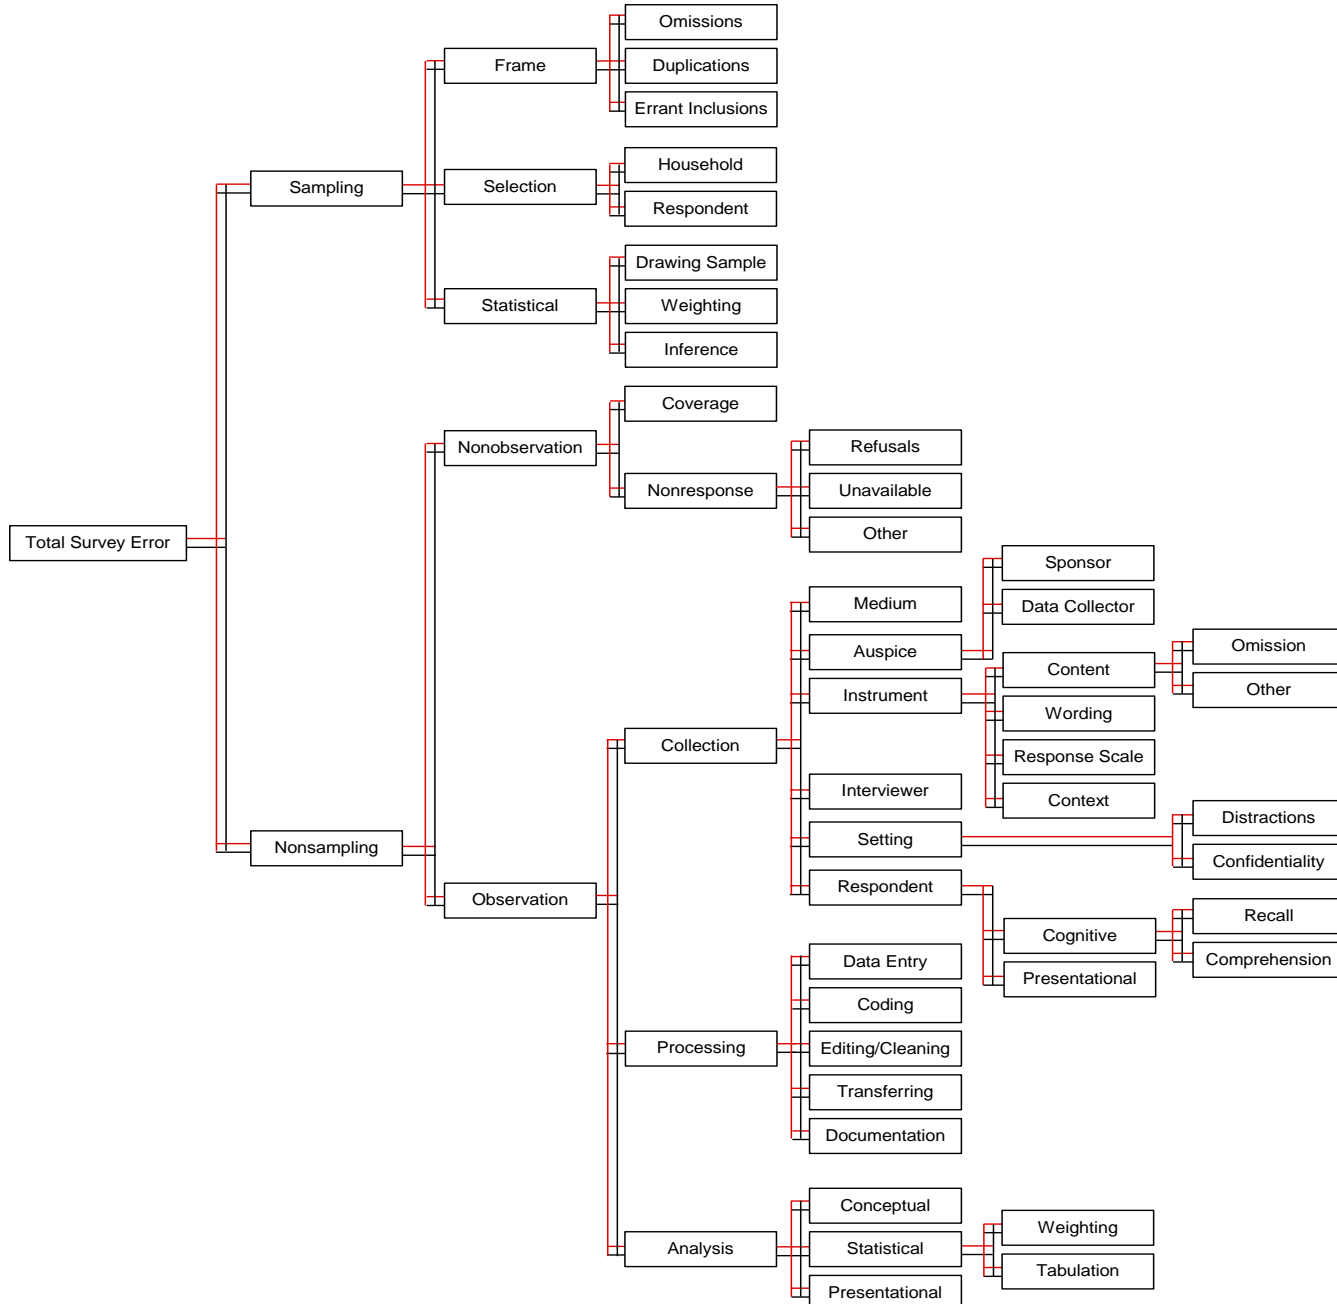 Total Survey Error
Sampling
Frame
Omissions
Duplications
Errant Inclusions
Selection
Household
Respondent
Statistical
Drawing Sample
Weighting
Inference
Nonsampling
Nonobservation
Coverage
Nonresponse
Refusals
Unavailable
Other
Observation
Collection
Medium
Auspice
Sponsor
Data Collector
Instrument
Content
Omission
Other
Wording
Response Scale
Context
Interviewer
Setting
Distractions
Confidentiality
Respondent
Cognitive
Recall
Comprehension
Presentational
Processing
Data Entry
Coding
Editing/Cleaning
Transferring
Documentation
Analysis
Conceptual
Statistical
Weighting
Tabulation
Presentational